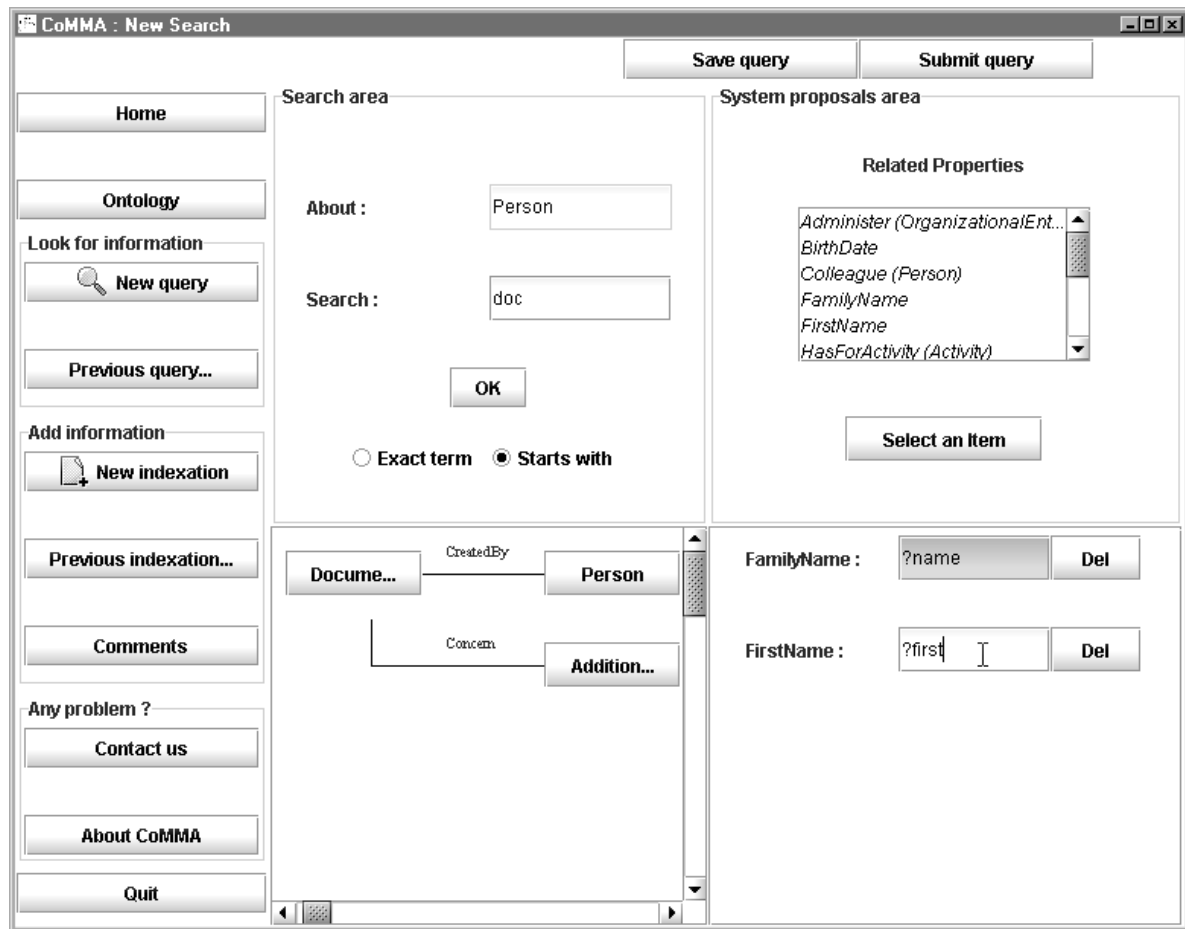 CoMMA : New Search
Save query
Submit query
Home
Ontology
Look for information
New query
Previous query...
Add information
New indexation
Previous indexation...
Comments
Any problem ?
Contact us
About CoMMA
Quit
Search area
About :
Person
Search :
doc
OK
Exact term
Starts with
System proposals area
Related Properties
Administer (OrganizationalEnt...
BirthDate
Colleague (Person)
FamilyName
FirstName
HasForActivity (Activity)
Select an Item
Docume...
CreatedBy
Person
Concern
Addition...
FamilyName :
?name
Del
FirstName :
?first
Del